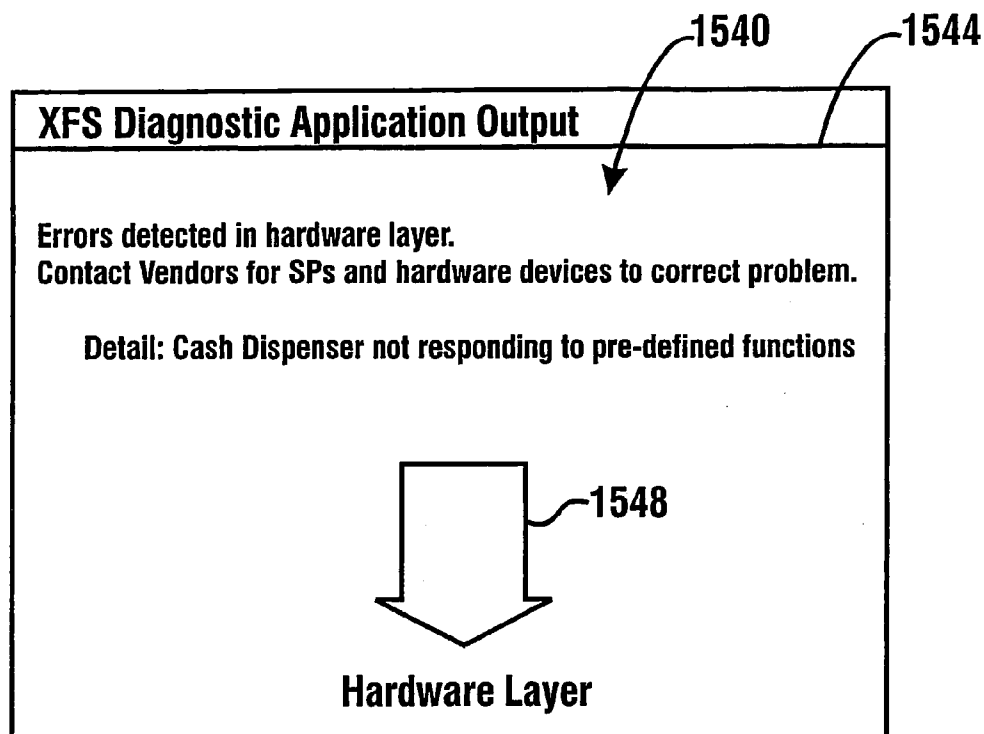 1540
1544
XFS Diagnostic Application Output
Errors detected in hardware layer.
Contact Vendors for SPs and hardware devices to correct problem.
Detail: Cash Dispenser not responding to pre-defined functions
1548
Hardware Layer